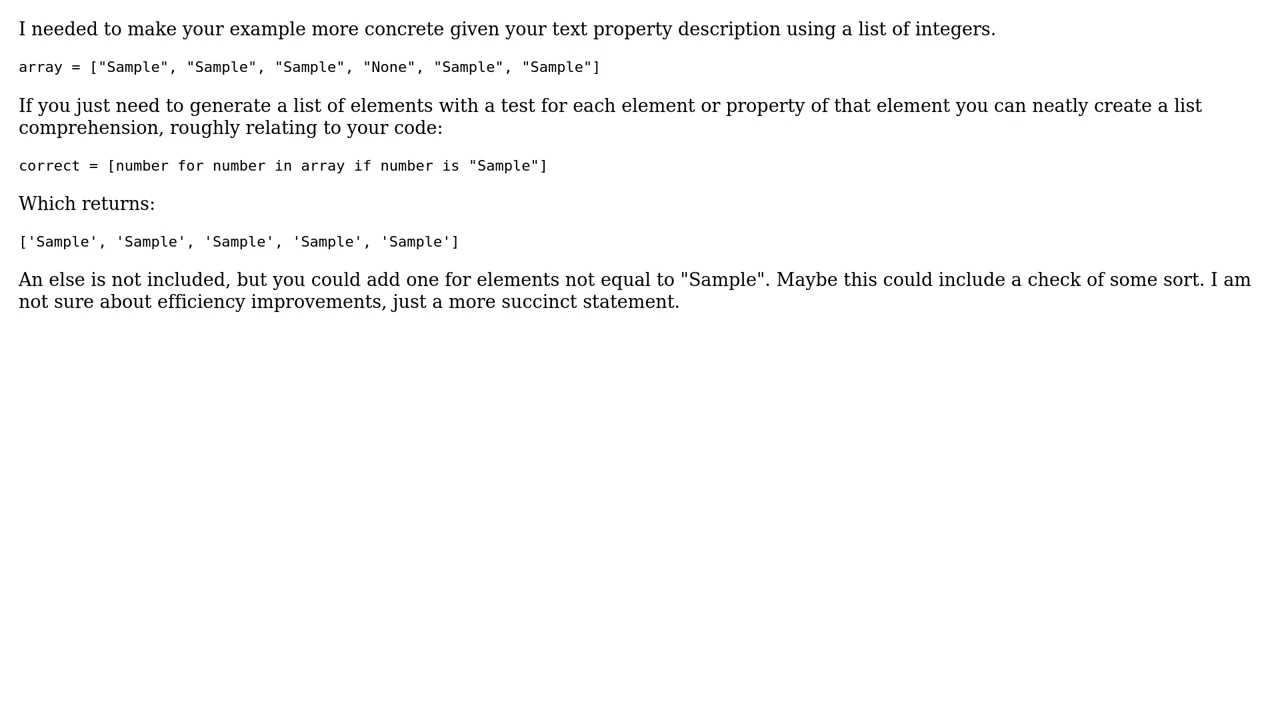 I needed to make your example more concrete given your text property description using a list of integers.
array = ["Sample", "Sample", "Sample", "None", "Sample", "Sample"]
If you just need to generate a list of elements with a test for each element or property of that element you can neatly create a list
comprehension, roughly relating to your code:
correct = [number for number in array if number is "Sample"]
Which returns:
['Sample', 'Sample', 'Sample', 'Sample', 'Sample']
An else is not included, but you could add one for elements not equal to "Sample". Maybe this could include a check of some sort. I am
not sure about efficiency improvements, just a more succinct statement.